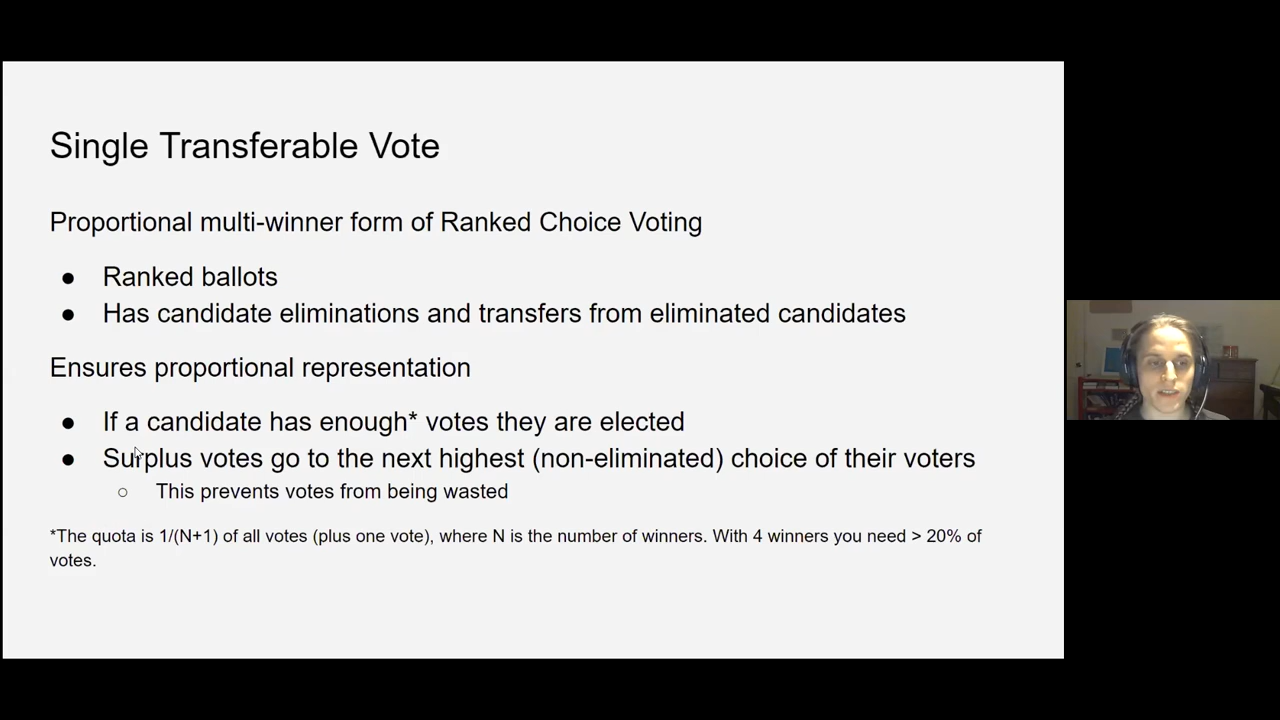 Single Transferable Vote
Proportional multi-winner form of Ranked Choice Voting
● Ranked ballots
● Has candidate eliminations and transfers from eliminated candidates
Ensures proportional representation
● If a candidate has enough* votes they are elected
● Surplus votes go to the next highest (non-eliminated) choice of their voters
○ This prevents votes from being wasted
*The quota is 1/(N+1) of all votes (plus one vote), where N is the number of winners. With 4 winners you need > 20% of
votes.